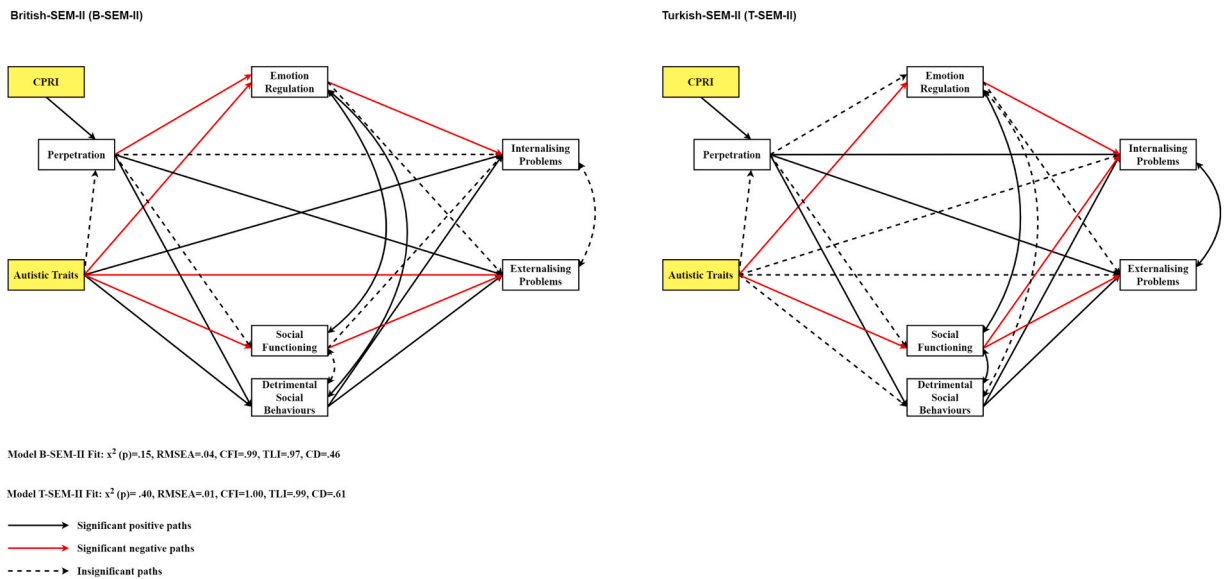 British-SEM-II (B-SEM-II)
CPRI
Emotion
Regulation
Perpetration
Internalising
Problems
Autistic Traits
Externalising
Problems
Social
Functioning
Detrimental
Social
Behaviours
Turkish-SEM-II (T-SEM-II)
CPRI
Emotion
Regulation
Perpetration
Internalising
Problems
Autistic Traits
Externalising
Problems
Social
Functioning
Detrimental
Social
Behaviours
Model B-SEM-II Fit: x² (p)=.15, RMSEA=.04, CFI=.99, TLI=.97, CD=.46
Model T-SEM-II Fit: x² (p)= .40, RMSEA=.01, CFI=1.00, TLI=.99, CD=.61
Significant positive paths
Significant negative paths
Insignificant paths